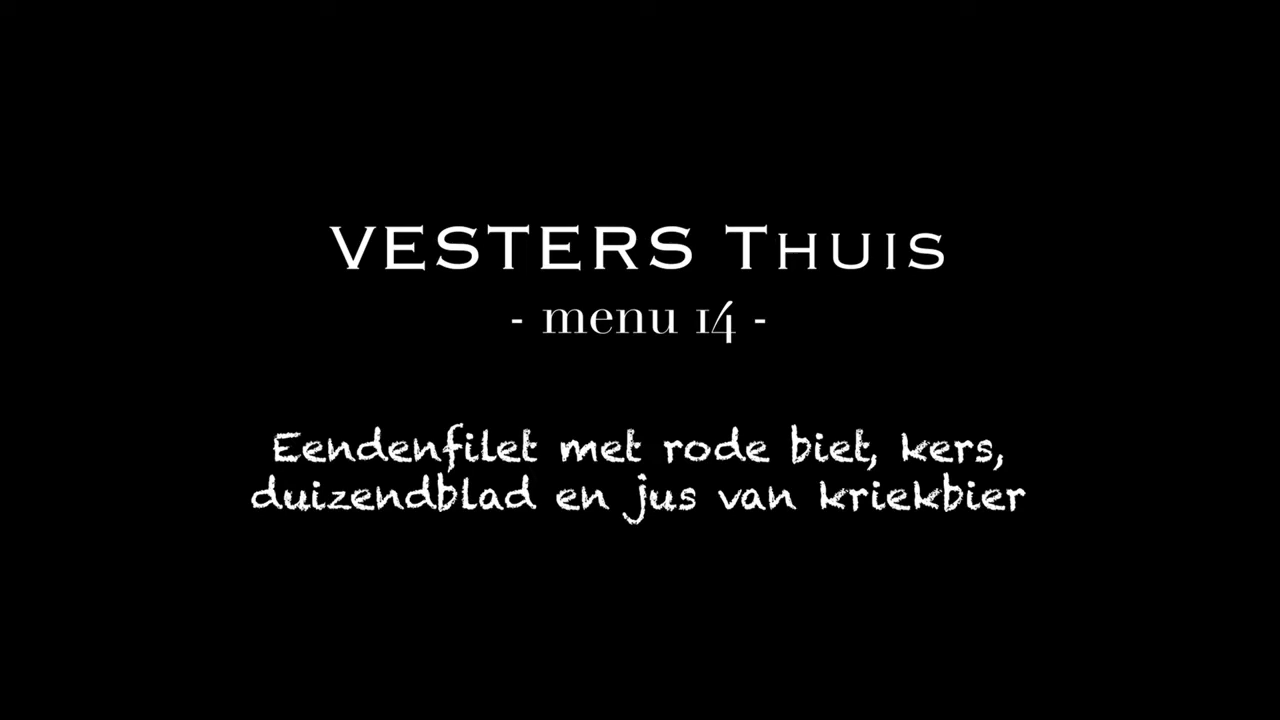 VESTERS THUIS
- menu 14 -
Eendenfilet met rode biet, kers,
duizendblad en jus van kriekbier